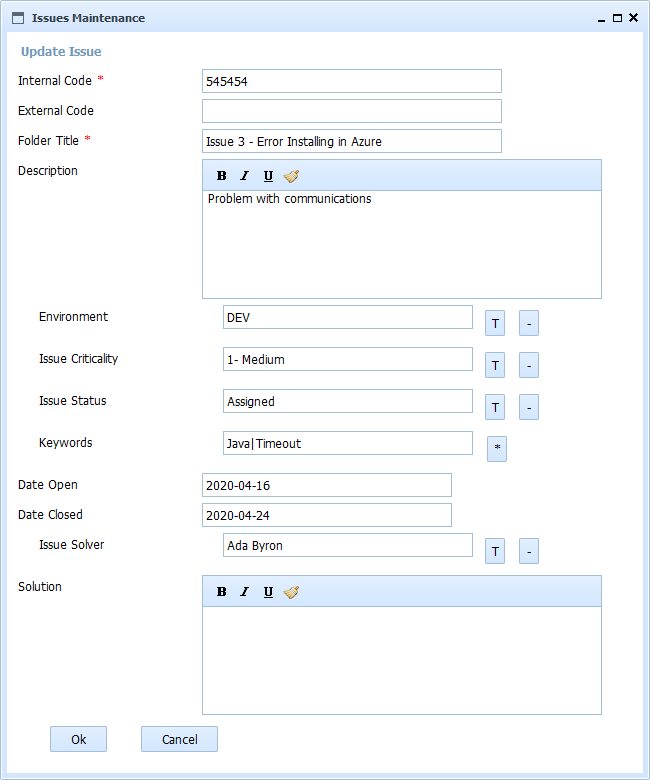 Issues Maintenance
Update Issue
Internal Code * 545454
External Code
Folder Title * Issue 3 - Error Installing in Azure
Description B I U
Problem with communications
Environment DEV T -
Issue Criticality 1- Medium T -
Issue Status Assigned T -
Keywords Java|Timeout *
Date Open 2020-04-16
Date Closed 2020-04-24
Issue Solver Ada Byron T -
Solution B I U
Ok Cancel